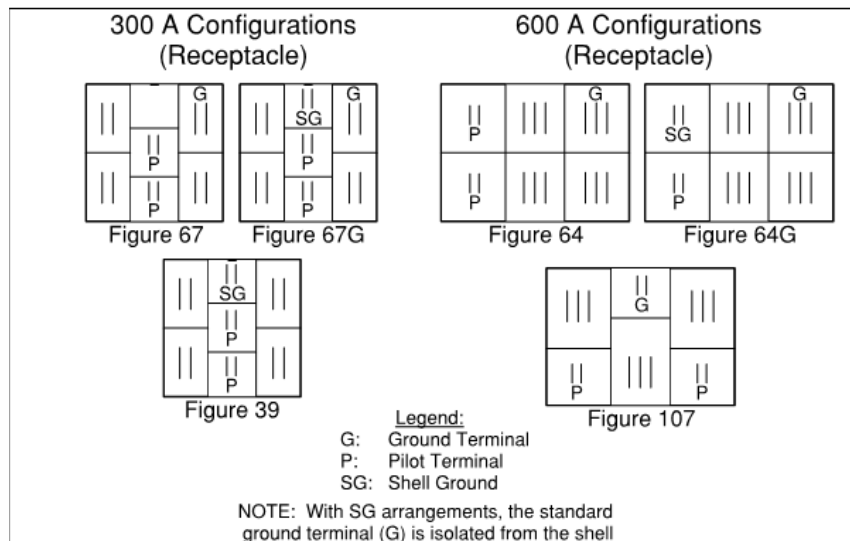 300 A Configurations
(Receptacle)
600 A Configurations
(Receptacle)
G
P
P
Figure 67
SG
G
P
P
Figure 67G
G
P
P
Figure 64
G
SG
P
Figure 64G
SG
P
P
Figure 39
G
P
P
Figure 107
Legend:
G: Ground Terminal
P: Pilot Terminal
SG: Shell Ground
NOTE: With SG arrangements, the standard
ground terminal (G) is isolated from the shell